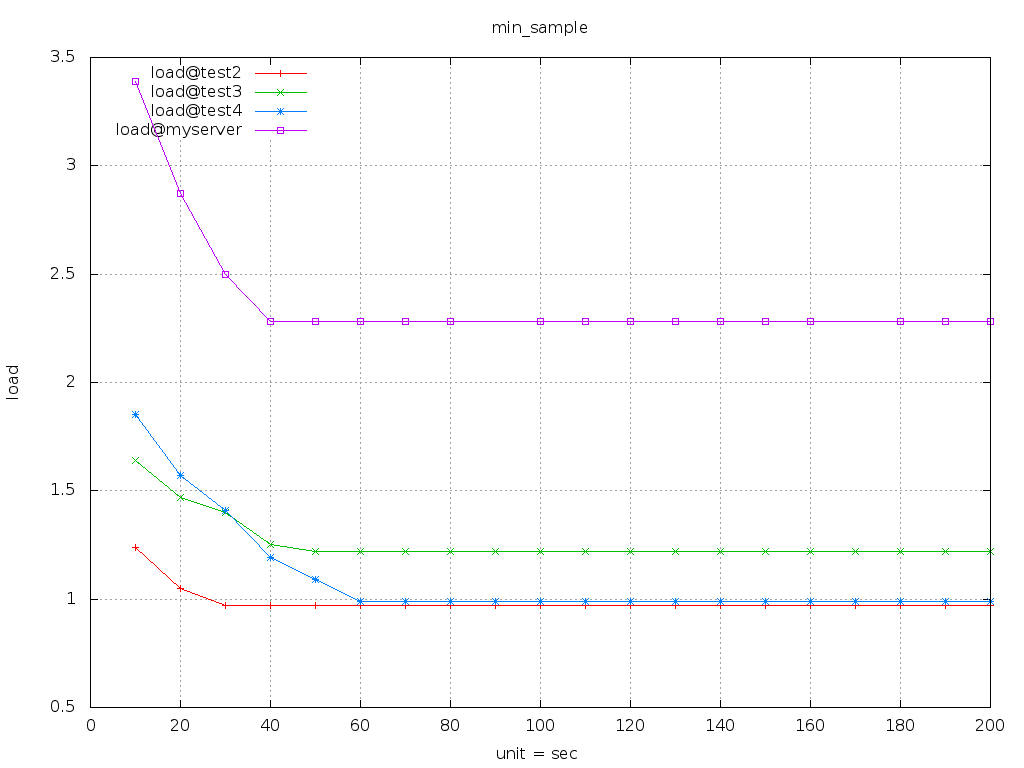 min_sample
3.5
3
2.5
2
1.5
1
0.5
load
load@test2
load@test3
load@test4
load@myserver
0 20 40 60 80 100 120 140 160 180 200
unit = sec